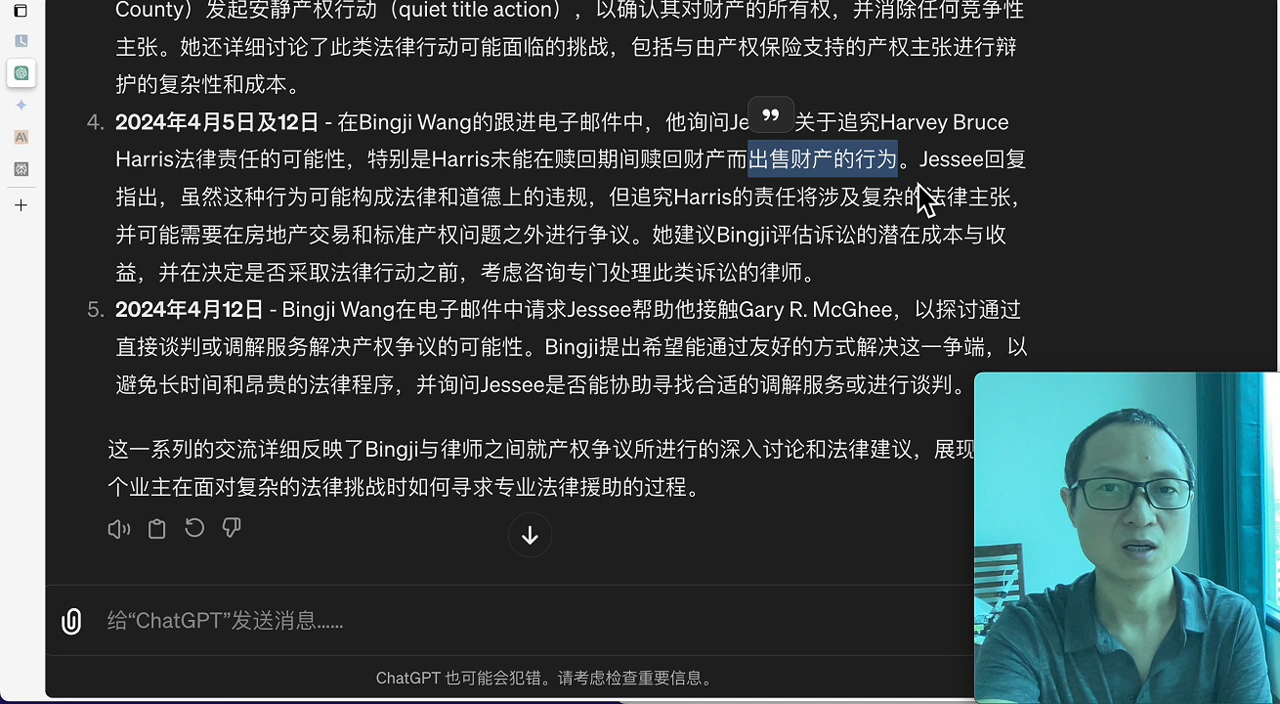 County）发起安静产权行动（quiet title action），以确认其对财产的所有权，并消除任何竞争性
主张。她还详细讨论了此类法律行动可能面临的挑战，包括与由产权保险支持的产权主张进行辩
护的复杂性和成本。
4. 2024年4月5日及12日 - 在Bingji Wang的跟进电子邮件中，他询问Je 关于追究Harvey Bruce
Harris法律责任的可能性，特别是Harris未能在赎回期间赎回财产而出售财产的行为。Jessee回复
指出，虽然这种行为可能构成法律和道德上的违规，但追究Harris的责任将涉及复杂的法律主张，
并可能需要在房地产交易和标准产权问题之外进行争议。她建议Bingji评估诉讼的潜在成本与收
益，并在决定是否采取法律行动之前，考虑咨询专门处理此类诉讼的律师。
5. 2024年4月12日 - Bingji Wang在电子邮件中请求Jessee帮助他接触Gary R. McGhee，以探讨通过
直接谈判或调解服务解决产权争议的可能性。Bingji提出希望能通过友好的方式解决这一争端，以
避免长时间和昂贵的法律程序，并询问Jessee是否能协助寻找合适的调解服务或进行谈判。
这一系列的交流详细反映了Bingji与律师之间就产权争议所进行的深入讨论和法律建议，展现
个业主在面对复杂的法律挑战时如何寻求专业法律援助的过程。
给“ChatGPT”发送消息......
ChatGPT 也可能会犯错。请考虑检查重要信息。